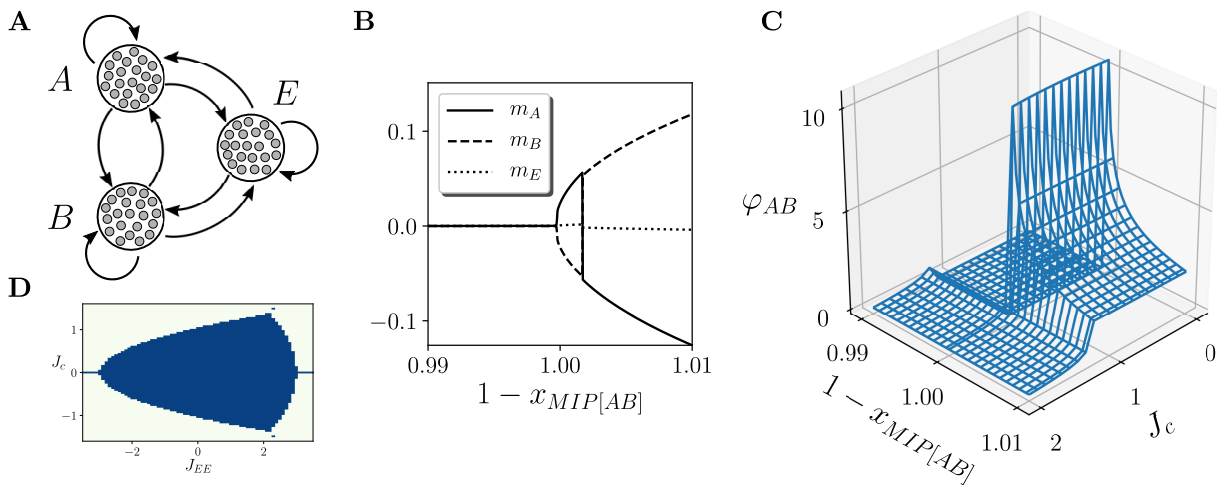 A
A
B
E
B
0.1
0.0
−0.1
m_A
m_B
m_E
0.99
1.00
1.01
1 − x_{MIP[AB]}
C
φ_{AB}
10
5
0
0.99
1.00
1.01
1 − x_{MIP[AB]}
0
1
2
J_c
D
J_c
1
0
−1
−2
0
2
J_{EE}